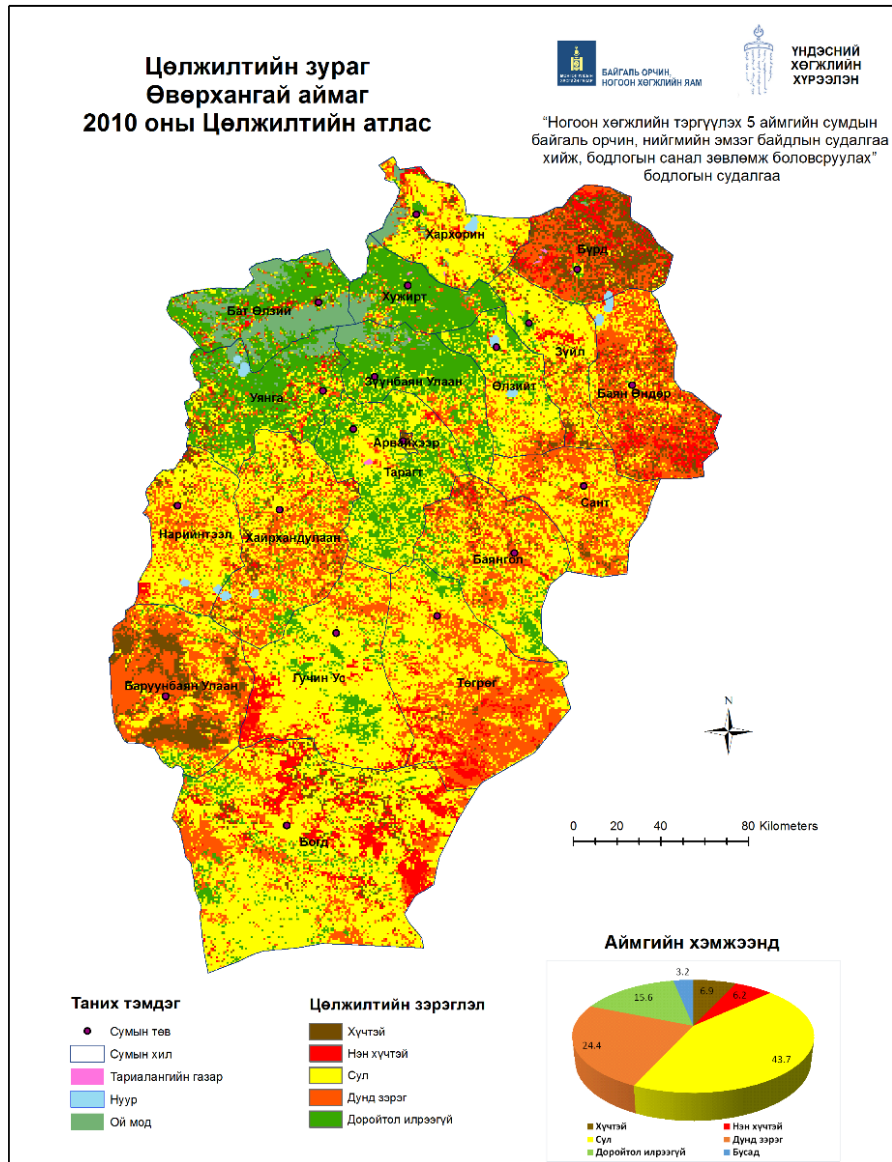 Цөлжилтийн зураг
Өвөрхангай аймаг
2010 оны Цөлжилтийн атлас
БАЙГАЛЬ ОРЧИН,
НОГООН ХӨГЖЛИЙН ЯАМ
ҮНДЭСНИЙ
ХӨГЖЛИЙН
ХҮРЭЭЛЭН
“Ногоон хөгжлийн тэргүүлэх 5 аймгийн сумдын
байгаль орчин, нийгмийн эмзэг байдлын судалгаа
хийж, бодлогын санал зөвлөмж боловсруулах”
бодлогын судалгаа
Хархорин
Бүрд
Хужирт
Бат Өлзий
Зүйл
Зүүнбаян Улаан
Өлзийт
Уянга
Баян Өндөр
Арвайхээр
Тарагт
Сант
Нарийнтээл
Хайрхандулаан
Баянгол
Гучин Ус
Төгрөг
Баруунбаян Улаан
Богд
N
0 20 40 80 Kilometers
Таних тэмдэг
Сумын төв
Сумын хил
Тариалангийн газар
Нуур
Ой мод
Цөлжилтийн зэрэглэл
Хүчтэй
Нэн хүчтэй
Сул
Дунд зэрэг
Доройтол илрээгүй
Аймгийн хэмжээнд
3.2
6.9
6.2
15.6
24.4
43.7
Хүчтэй
Нэн хүчтэй
Сул
Дунд зэрэг
Доройтол илрээгүй
Бусад